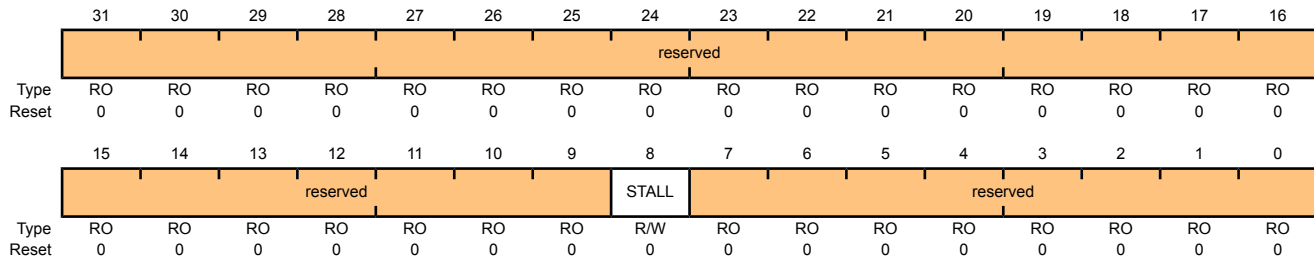 31 30 29 28 27 26 25 24 23 22 21 20 19 18 17 16
reserved
Type RO RO RO RO RO RO RO RO RO RO RO RO RO RO RO RO
Reset 0 0 0 0 0 0 0 0 0 0 0 0 0 0 0 0
15 14 13 12 11 10 9 8 7 6 5 4 3 2 1 0
reserved STALL reserved
Type RO RO RO RO RO RO RO R/W RO RO RO RO RO RO RO RO
Reset 0 0 0 0 0 0 0 0 0 0 0 0 0 0 0 0